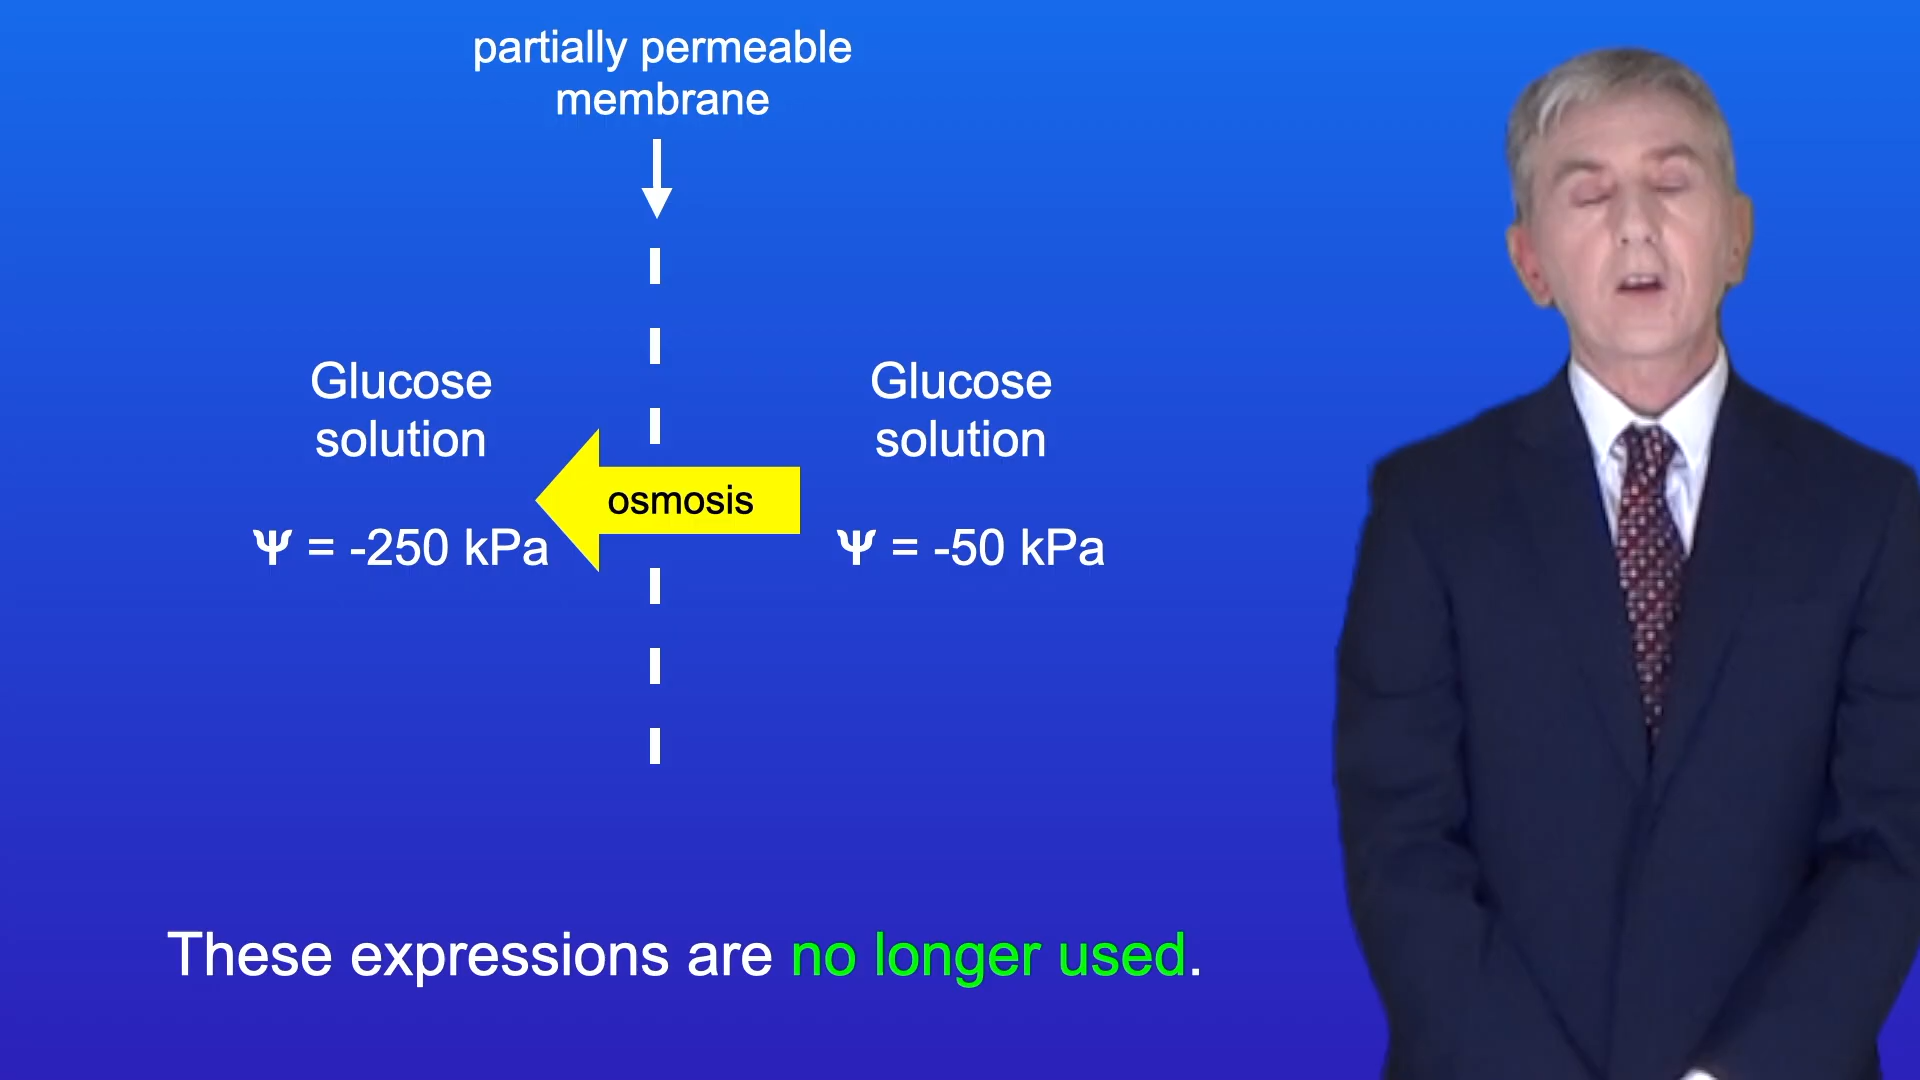 partially permeable
membrane
Glucose
solution
Ψ = -250 kPa
osmosis
Glucose
solution
Ψ = -50 kPa
These expressions are no longer used.